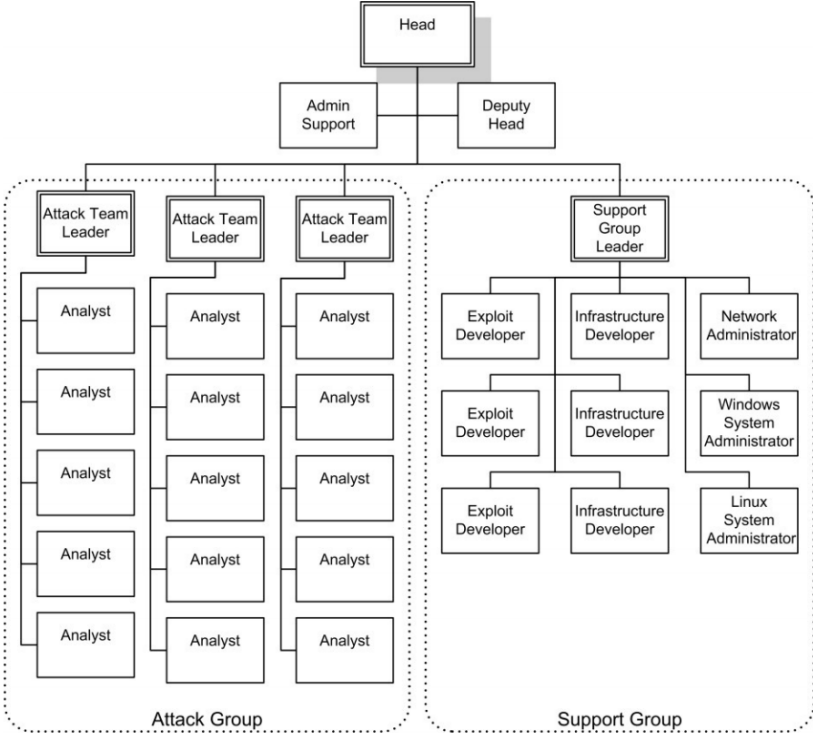 Head
Admin
Support
Deputy
Head
Attack Team
Leader
Attack Team
Leader
Attack Team
Leader
Support
Group
Leader
Analyst
Analyst
Analyst
Exploit
Developer
Infrastructure
Developer
Network
Administrator
Analyst
Analyst
Analyst
Exploit
Developer
Infrastructure
Developer
Windows
System
Administrator
Analyst
Analyst
Analyst
Exploit
Developer
Infrastructure
Developer
Linux
System
Administrator
Analyst
Analyst
Analyst
Analyst
Analyst
Analyst
Attack Group
Support Group